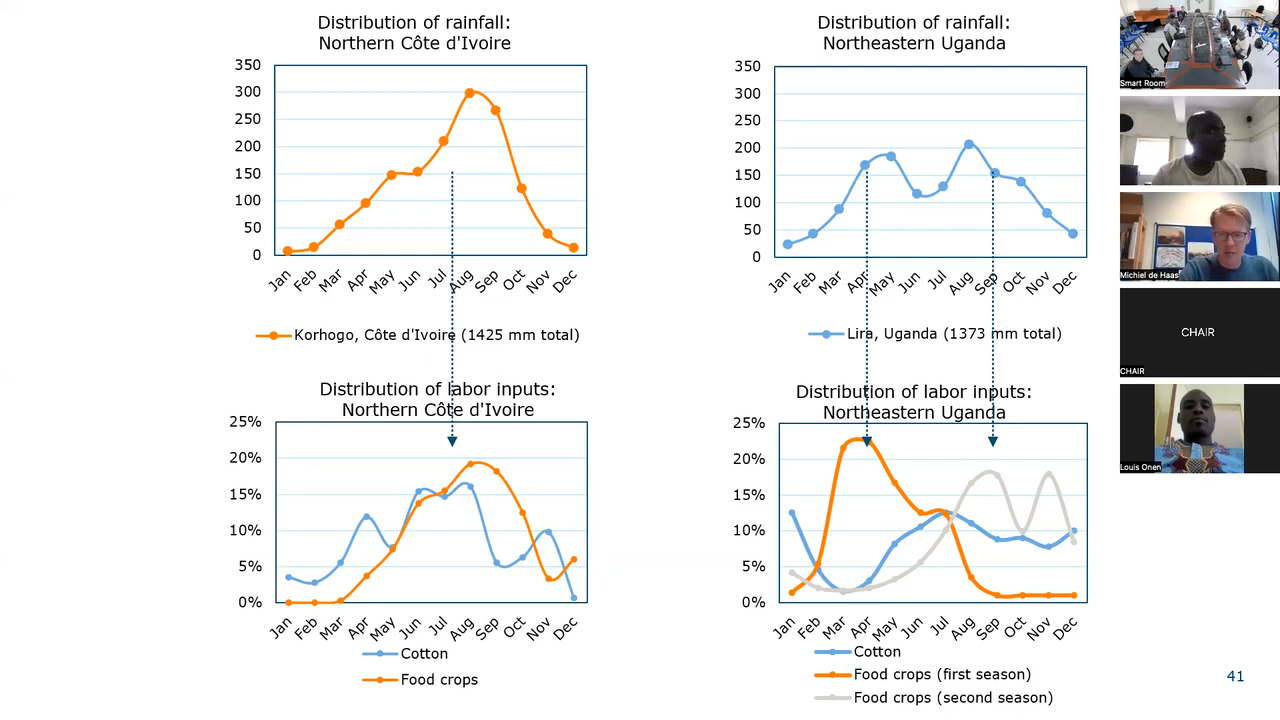 Distribution of rainfall:
Northern Côte d'Ivoire
350
300
250
200
150
100
50
0
Jan
Feb
Mar
Apr
May
Jun
Jul
Aug
Sep
Oct
Nov
Dec
Korhogo, Côte d'Ivoire (1425 mm total)
Distribution of rainfall:
Northeastern Uganda
350
300
250
200
150
100
50
0
Jan
Feb
Mar
Apr
May
Jun
Jul
Aug
Sep
Oct
Nov
Dec
Lira, Uganda (1373 mm total)
Distribution of labor inputs:
Northern Côte d'Ivoire
25%
20%
15%
10%
5%
0%
Jan
Feb
Mar
Apr
May
Jun
Jul
Aug
Sep
Oct
Nov
Dec
Cotton
Food crops
Distribution of labor inputs:
Northeastern Uganda
25%
20%
15%
10%
5%
0%
Jan
Feb
Mar
Apr
May
Jun
Jul
Aug
Sep
Oct
Nov
Dec
Cotton
Food crops (first season)
Food crops (second season)
41
Smart Room
Michiel de Haas
CHAIR
CHAIR
Louis Onen